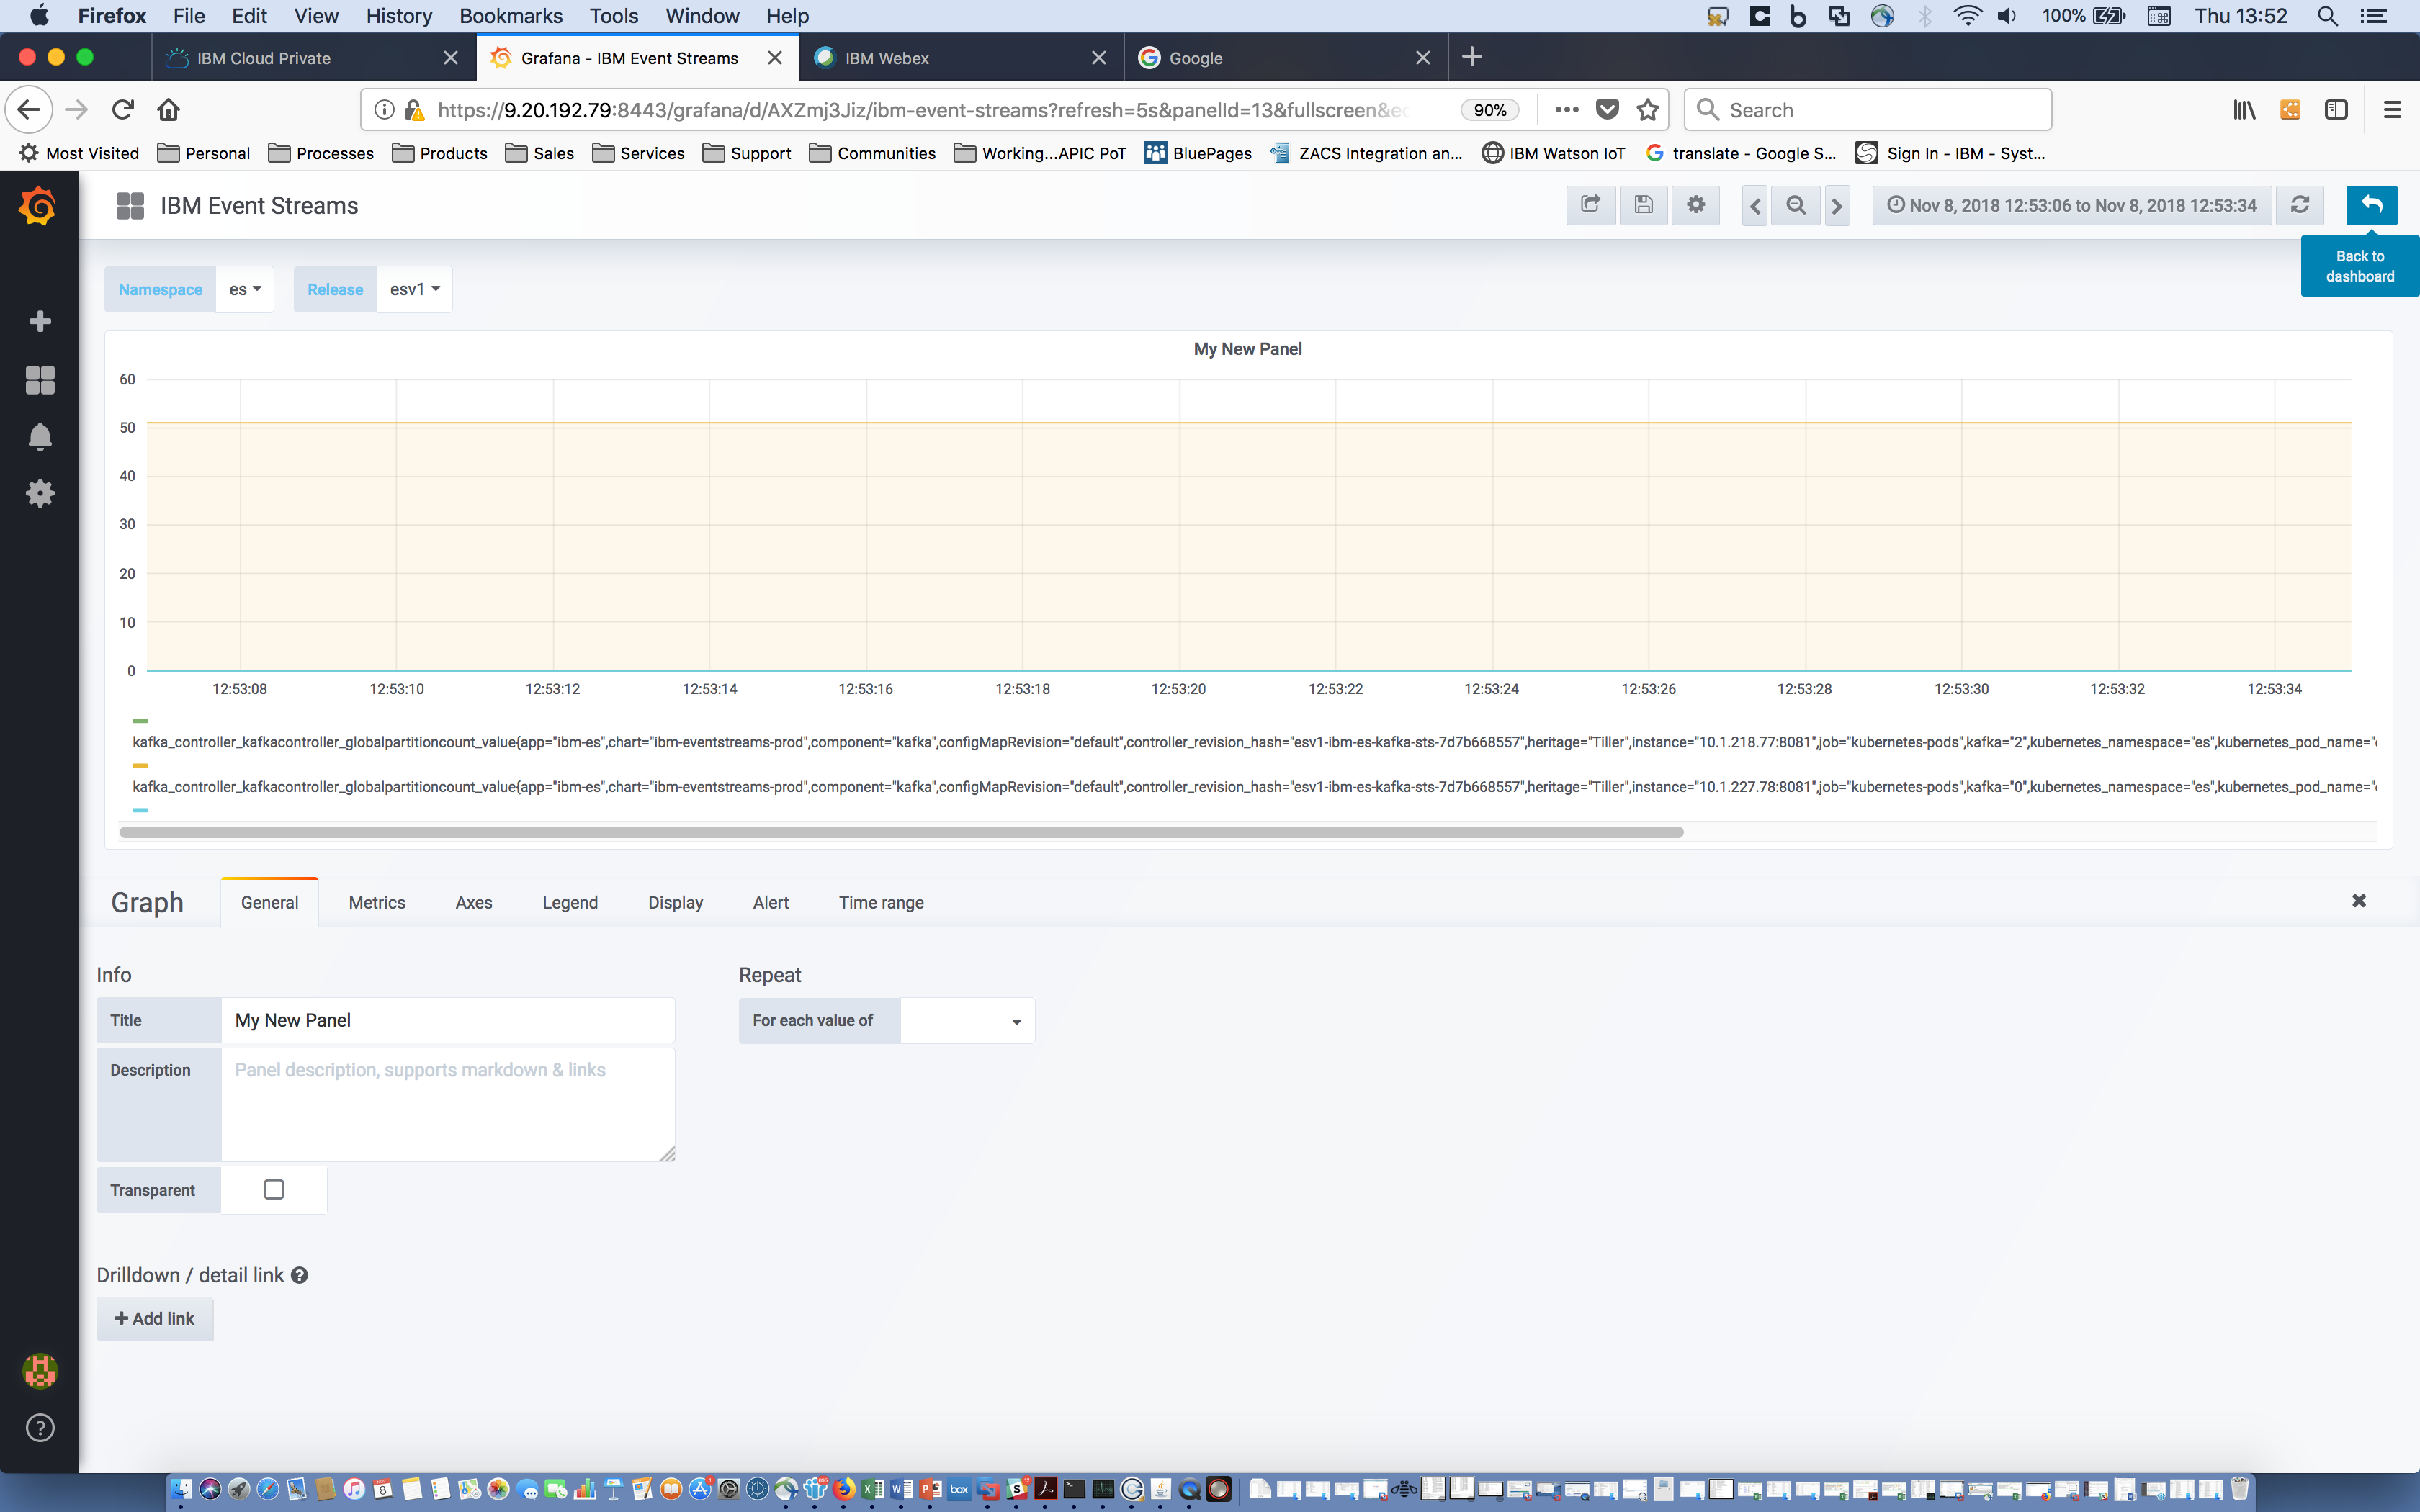 Firefox File Edit View History Bookmarks Tools Window Help 100% Thu 13:52
IBM Cloud Private Grafana - IBM Event Streams IBM Webex Google
https://9.20.192.79:8443/grafana/d/AXZmj3Jiz/ibm-event-streams?refresh=5s&panelId=13&fullscreen&ed 90% Search
Most Visited Personal Processes Products Sales Services Support Communities Working...APIC PoT BluePages ZACS Integration an... IBM Watson IoT translate - Google S... Sign In - IBM - Syst...
IBM Event Streams Nov 8, 2018 12:53:06 to Nov 8, 2018 12:53:34
Back to
dashboard
Namespace es Release esv1
My New Panel
60
50
40
30
20
10
0
12:53:08 12:53:10 12:53:12 12:53:14 12:53:16 12:53:18 12:53:20 12:53:22 12:53:24 12:53:26 12:53:28 12:53:30 12:53:32 12:53:34
kafka_controller_kafkacontroller_globalpartitioncount_value{app="ibm-es",chart="ibm-eventstreams-prod",component="kafka",configMapRevision="default",controller_revision_hash="esv1-ibm-es-kafka-sts-7d7b668557",heritage="Tiller",instance="10.1.218.77:8081",job="kubernetes-pods",kafka="2",kubernetes_namespace="es",kubernetes_pod_name="
kafka_controller_kafkacontroller_globalpartitioncount_value{app="ibm-es",chart="ibm-eventstreams-prod",component="kafka",configMapRevision="default",controller_revision_hash="esv1-ibm-es-kafka-sts-7d7b668557",heritage="Tiller",instance="10.1.227.78:8081",job="kubernetes-pods",kafka="0",kubernetes_namespace="es",kubernetes_pod_name="
Graph General Metrics Axes Legend Display Alert Time range
Info Repeat
Title My New Panel For each value of
Description Panel description, supports markdown & links
Transparent
Drilldown / detail link
Add link